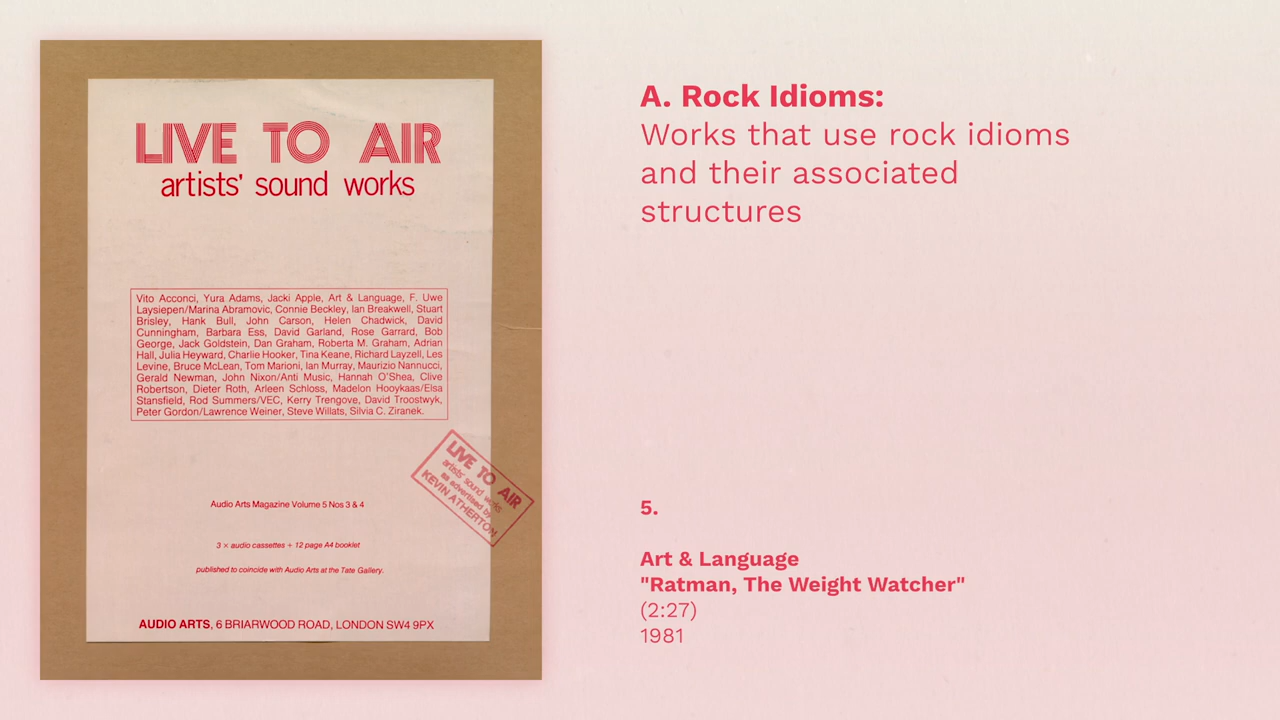 LIVE TO AIR
artists' sound works
Vito Acconci, Yura Adams, Jacki Apple, Art & Language, F. Uwe
Laysiepen/Marina Abramovic, Connie Beckley, Ian Breakwell, Stuart
Brisley, Hank Bull, John Carson, Helen Chadwick, David
Cunningham, Barbara Ess, David Garland, Rose Garrard, Bob
George, Jack Goldstein, Dan Graham, Roberta M. Graham, Adrian
Hall, Julia Heyward, Charlie Hooker, Tina Keane, Richard Layzell, Les
Levine, Bruce McLean, Tom Marioni, Ian Murray, Maurizio Nannucci,
Gerald Newman, John Nixon/Anti Music, Hannah O'Shea, Clive
Robertson, Dieter Roth, Arleen Schloss, Madelon Hooykaas/Elsa
Stansfield, Rod Summers/VEC, Kerry Trengove, David Troostwyk,
Peter Gordon/Lawrence Weiner, Steve Willats, Silvia C. Ziranek.
LIVE TO AIR
artists' sound works
as advertised by
KEVIN ATHERTON
Audio Arts Magazine Volume 5 Nos 3 & 4
3 × audio cassettes + 12 page A4 booklet
published to coincide with Audio Arts at the Tate Gallery.
AUDIO ARTS, 6 BRIARWOOD ROAD, LONDON SW4 9PX
A. Rock Idioms:
Works that use rock idioms
and their associated
structures
5.
Art & Language
"Ratman, The Weight Watcher"
(2:27)
1981